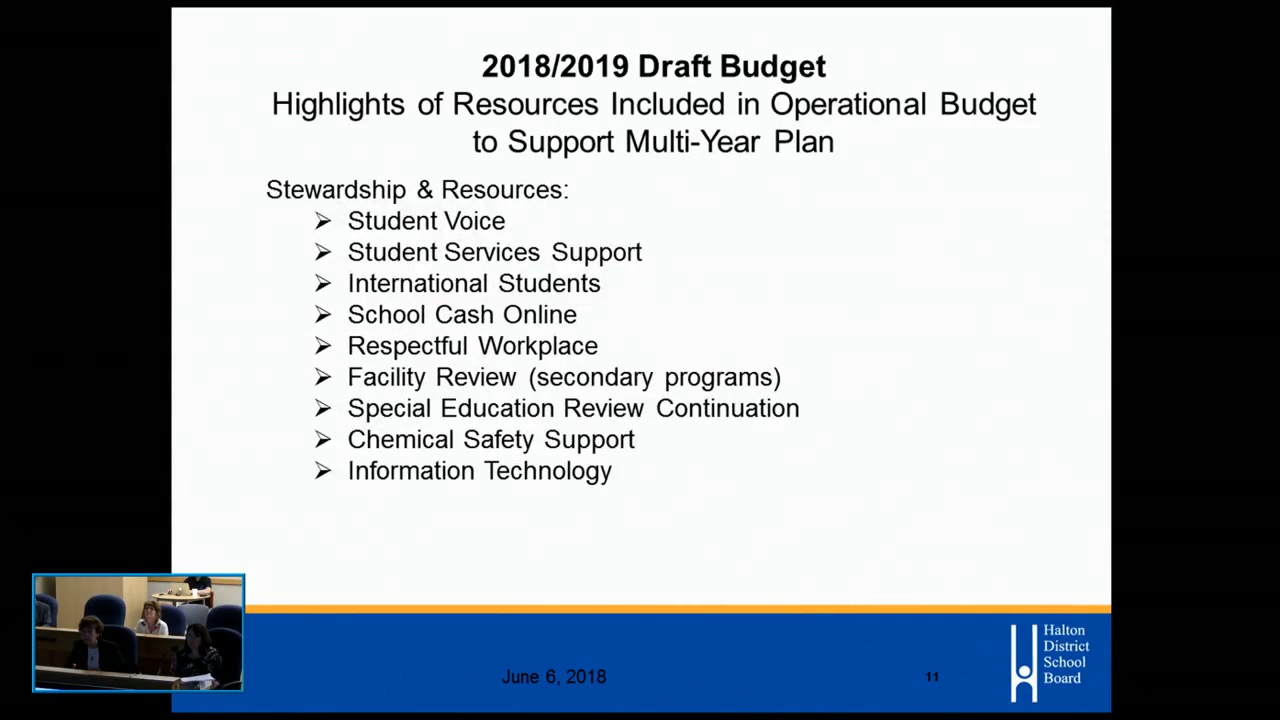 2018/2019 Draft Budget
Highlights of Resources Included in Operational Budget
to Support Multi-Year Plan
Stewardship & Resources:
➢ Student Voice
➢ Student Services Support
➢ International Students
➢ School Cash Online
➢ Respectful Workplace
➢ Facility Review (secondary programs)
➢ Special Education Review Continuation
➢ Chemical Safety Support
➢ Information Technology
June 6, 2018
11
Halton
District
School
Board